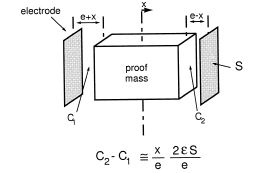 x
electrode
e+x
e-x
proof
mass
S
C₁
C₂
C₂- C₁ ≅ x/e 2εS/e